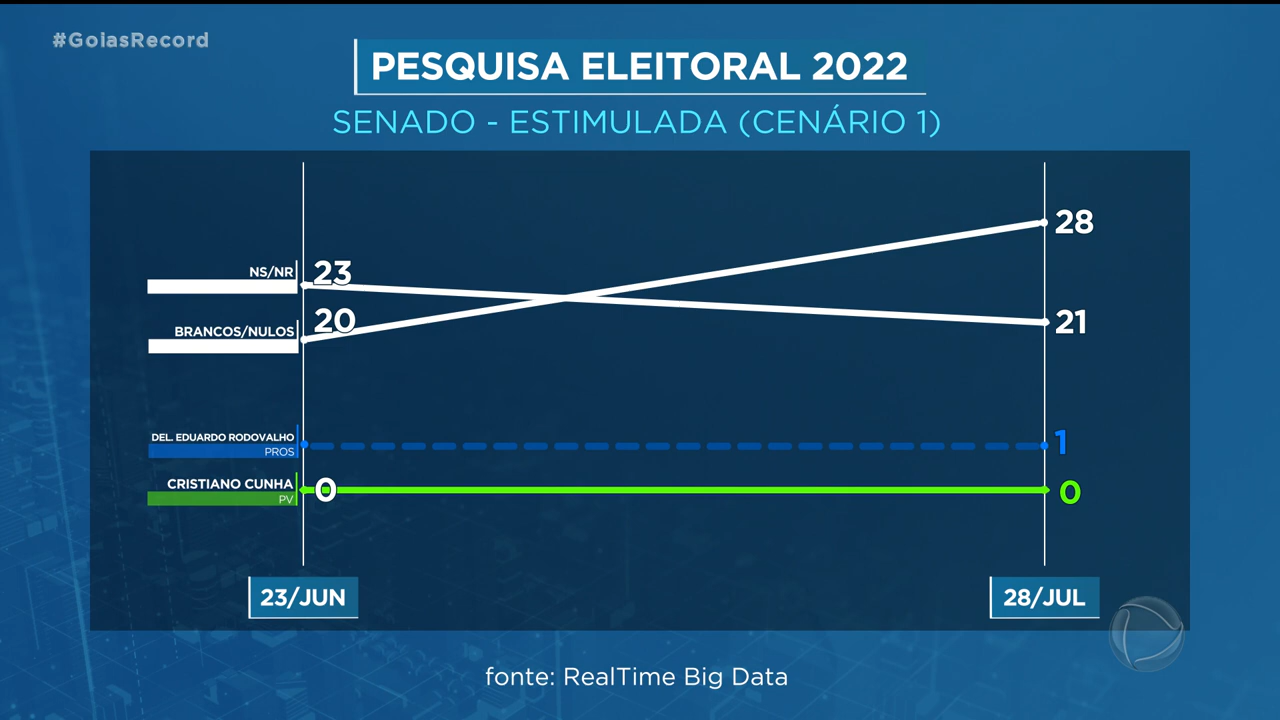 #GoiasRecord
PESQUISA ELEITORAL 2022
SENADO - ESTIMULADA (CENÁRIO 1)
28
NS/NR 23
BRANCOS/NULOS 20
21
DEL. EDUARDO RODOVALHO
PROS
1
CRISTIANO CUNHA 0 0
PV
23/JUN 28/JUL
fonte: RealTime Big Data